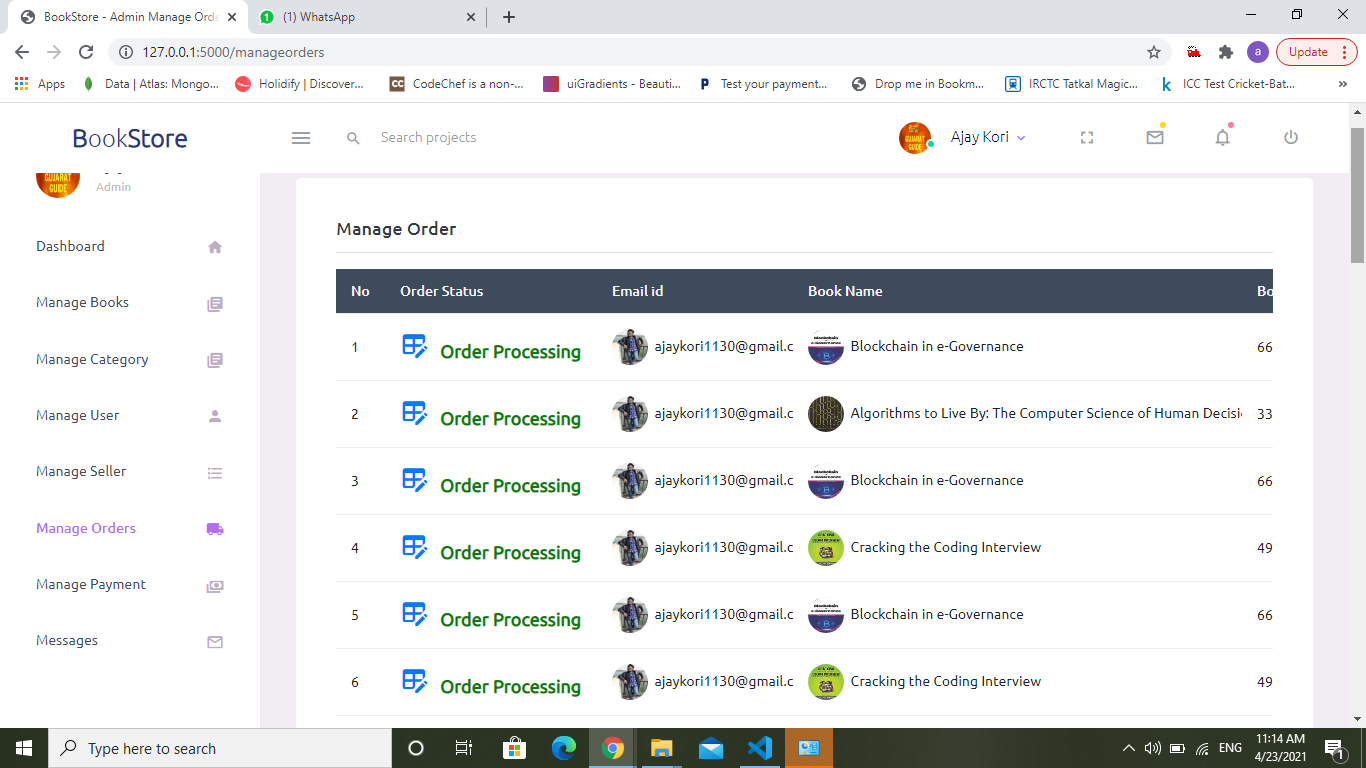 BookStore - Admin Manage Orde
(1) WhatsApp
127.0.0.1:5000/manageorders
a
Update
Apps
Data | Atlas: Mongo...
Holidify | Discover...
CC
CodeChef is a non-...
uiGradients - Beauti...
Test your payment...
Drop me in Bookm...
IRCTC Tatkal Magic...
k
ICC Test Cricket-Bat...
»
BookStore
Search projects
GUJARAT
GUIDE
Ajay Kori
GUJARAT
GUIDE
Admin
Dashboard
Manage Books
Manage Category
Manage User
Manage Seller
Manage Orders
Manage Payment
Messages
Manage Order
No Order Status Email id Book Name Bo
1 Order Processing ajaykori1130@gmail.c Blockchain in e-Governance 66
2 Order Processing ajaykori1130@gmail.c Algorithms to Live By: The Computer Science of Human Decisi 33
3 Order Processing ajaykori1130@gmail.c Blockchain in e-Governance 66
4 Order Processing ajaykori1130@gmail.c Cracking the Coding Interview 49
5 Order Processing ajaykori1130@gmail.c Blockchain in e-Governance 66
6 Order Processing ajaykori1130@gmail.c Cracking the Coding Interview 49
Type here to search
ENG
11:14 AM
4/23/2021
1